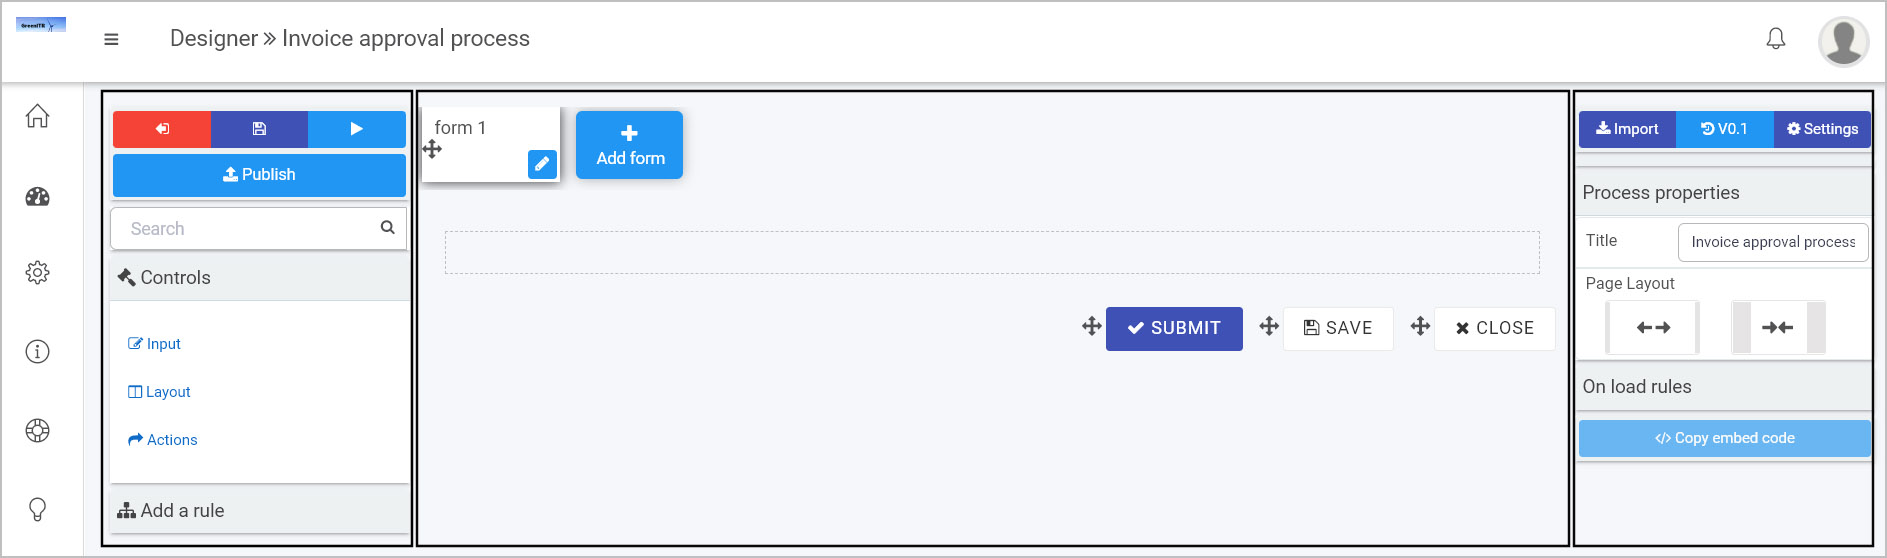 GreenITR
Designer » Invoice approval process
Publish
Search
Controls
Input
Layout
Actions
Add a rule
form 1
Add form
SUBMIT
SAVE
CLOSE
Import
V0.1
Settings
Process properties
Title
Invoice approval process
Page Layout
On load rules
</> Copy embed code